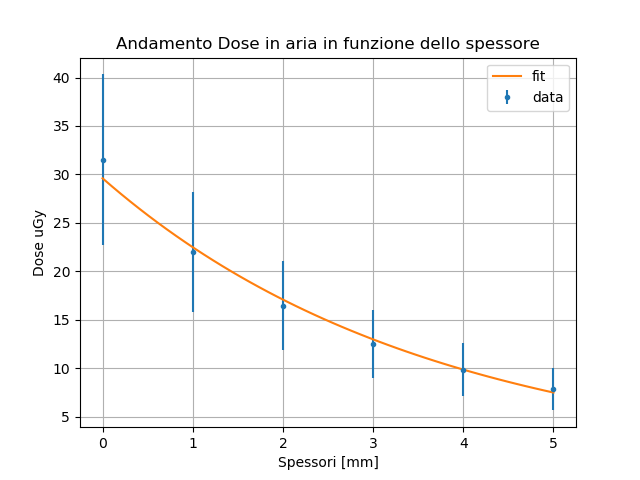 Andamento Dose in aria in funzione dello spessore
40
35
30
25
20
15
10
5
Dose uGy
fit
data
0 1 2 3 4 5
Spessori [mm]